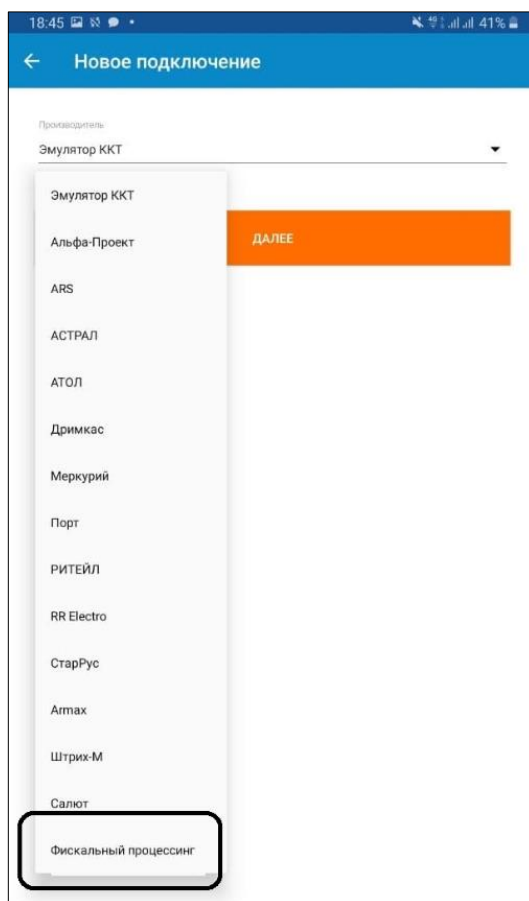 18:45 41%
Новое подключение
Производитель
Эмулятор ККТ
Эмулятор ККТ
Альфа-Проект
ДАЛЕЕ
ARS
АСТРАЛ
АТОЛ
Дримкас
Меркурий
Порт
РИТЕЙЛ
RR Electro
СтарРус
Armax
Штрих-М
Салют
Фискальный процессинг